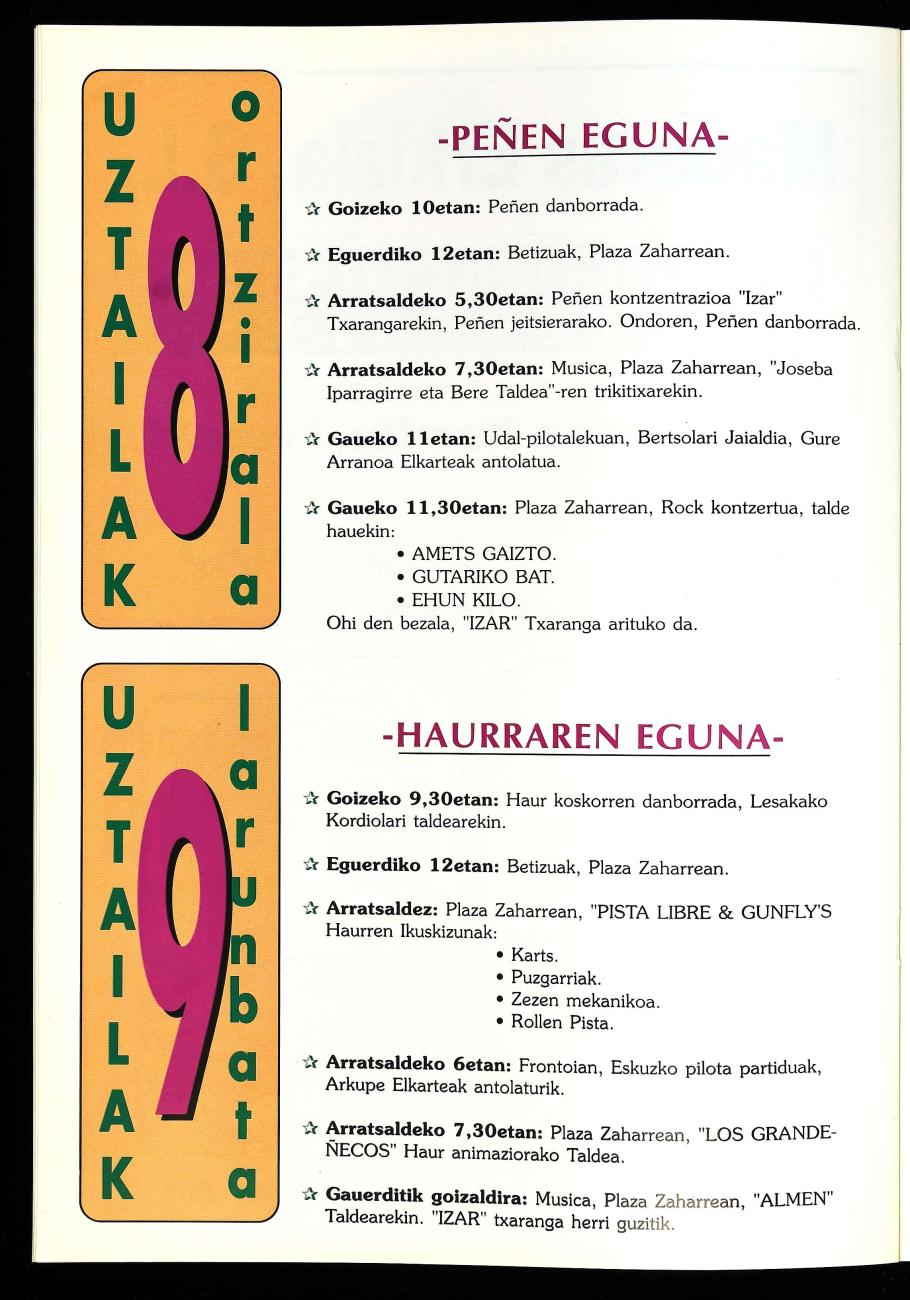 UZTAILAK
8
ortzirala
-PEÑEN EGUNA-
✰ Goizeko 10etan: Peñen danborrada.
✰ Eguerdiko 12etan: Betizuak, Plaza Zaharrean.
✰ Arratsaldeko 5,30etan: Peñen kontzentrazioa "Izar"
Txarangarekin, Peñen jeitsierarako. Ondoren, Peñen danborrada.
✰ Arratsaldeko 7,30etan: Musica, Plaza Zaharrean, "Joseba
Iparragirre eta Bere Taldea"-ren trikitixarekin.
✰ Gaueko 11etan: Udal-pilotalekuan, Bertsolari Jaialdia, Gure
Arranoa Elkarteak antolatua.
✰ Gaueko 11,30etan: Plaza Zaharrean, Rock kontzertua, talde
hauekin:
• AMETS GAIZTO.
• GUTARIKO BAT.
• EHUN KILO.
Ohi den bezala, "IZAR" Txaranga arituko da.
UZTAILAK
9
larunbata
-HAURRAREN EGUNA-
✰ Goizeko 9,30etan: Haur koskorren danborrada, Lesakako
Kordiolari taldearekin.
✰ Eguerdiko 12etan: Betizuak, Plaza Zaharrean.
✰ Arratsaldez: Plaza Zaharrean, "PISTA LIBRE & GUNFLY'S
Haurren Ikuskizunak:
• Karts.
• Puzgarriak.
• Zezen mekanikoa.
• Rollen Pista.
✰ Arratsaldeko 6etan: Frontoian, Eskuzko pilota partiduak,
Arkupe Elkarteak antolaturik.
✰ Arratsaldeko 7,30etan: Plaza Zaharrean, "LOS GRANDE-
ÑECOS" Haur animaziorako Taldea.
✰ Gauerditik goizaldira: Musica, Plaza Zaharrean, "ALMEN"
Taldearekin. "IZAR" txaranga herri guzitik.